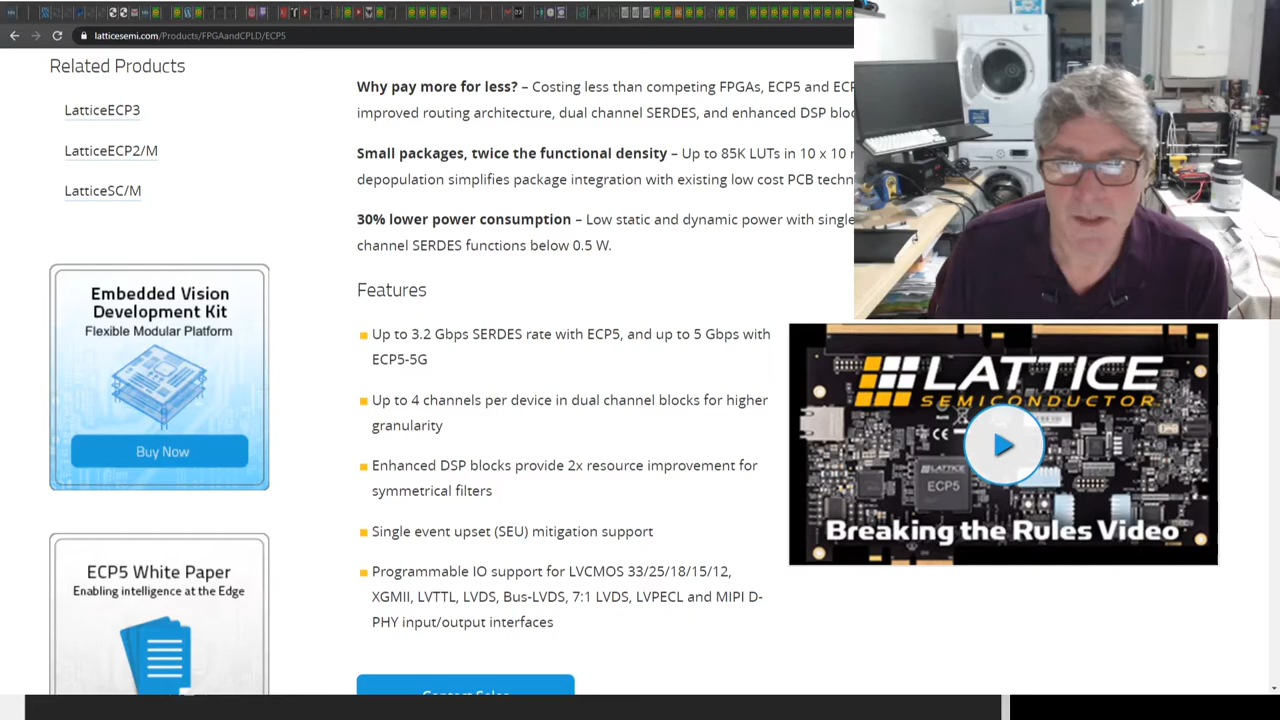 latticesemi.com/Products/FPGAandCPLD/ECP5
Related Products
LatticeECP3
LatticeECP2/M
LatticeSC/M
Embedded Vision
Development Kit
Flexible Modular Platform
Buy Now
ECP5 White Paper
Enabling intelligence at the Edge
Why pay more for less? – Costing less than competing FPGAs, ECP5 and ECP
improved routing architecture, dual channel SERDES, and enhanced DSP bloc
Small packages, twice the functional density – Up to 85K LUTs in 10 x 10
depopulation simplifies package integration with existing low cost PCB techn
30% lower power consumption – Low static and dynamic power with single
channel SERDES functions below 0.5 W.
Features
Up to 3.2 Gbps SERDES rate with ECP5, and up to 5 Gbps with
ECP5-5G
Up to 4 channels per device in dual channel blocks for higher
granularity
Enhanced DSP blocks provide 2x resource improvement for
symmetrical filters
Single event upset (SEU) mitigation support
Programmable IO support for LVCMOS 33/25/18/15/12,
XGMII, LVTTL, LVDS, Bus-LVDS, 7:1 LVDS, LVPECL and MIPI D-
PHY input/output interfaces
Contact Sales
LATTICE
SEMICONDUCTOR
LATTICE
ECP5
Breaking the Rules Video